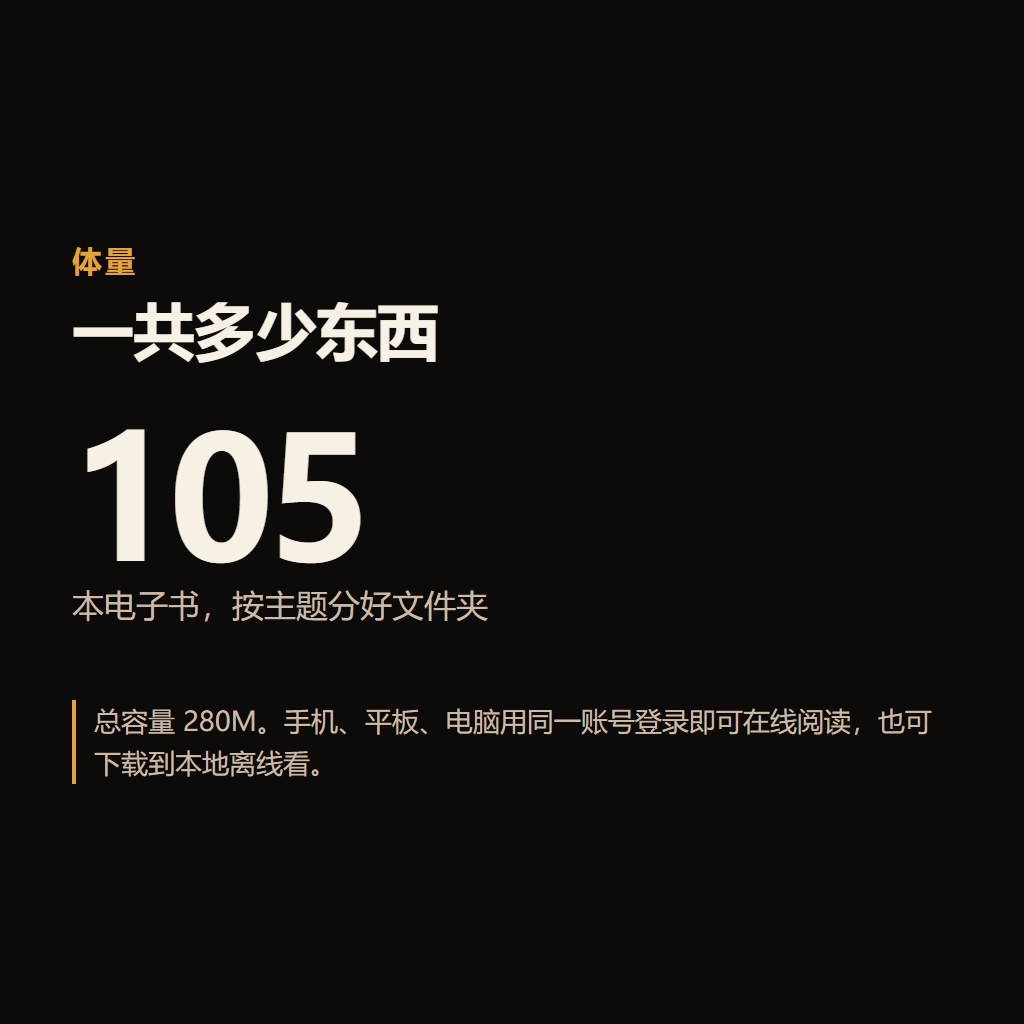 体量
一共多少东西
105
本电子书，按主题分好文件夹
总容量 280M。手机、平板、电脑用同一账号登录即可在线阅读，也可
下载到本地离线看。